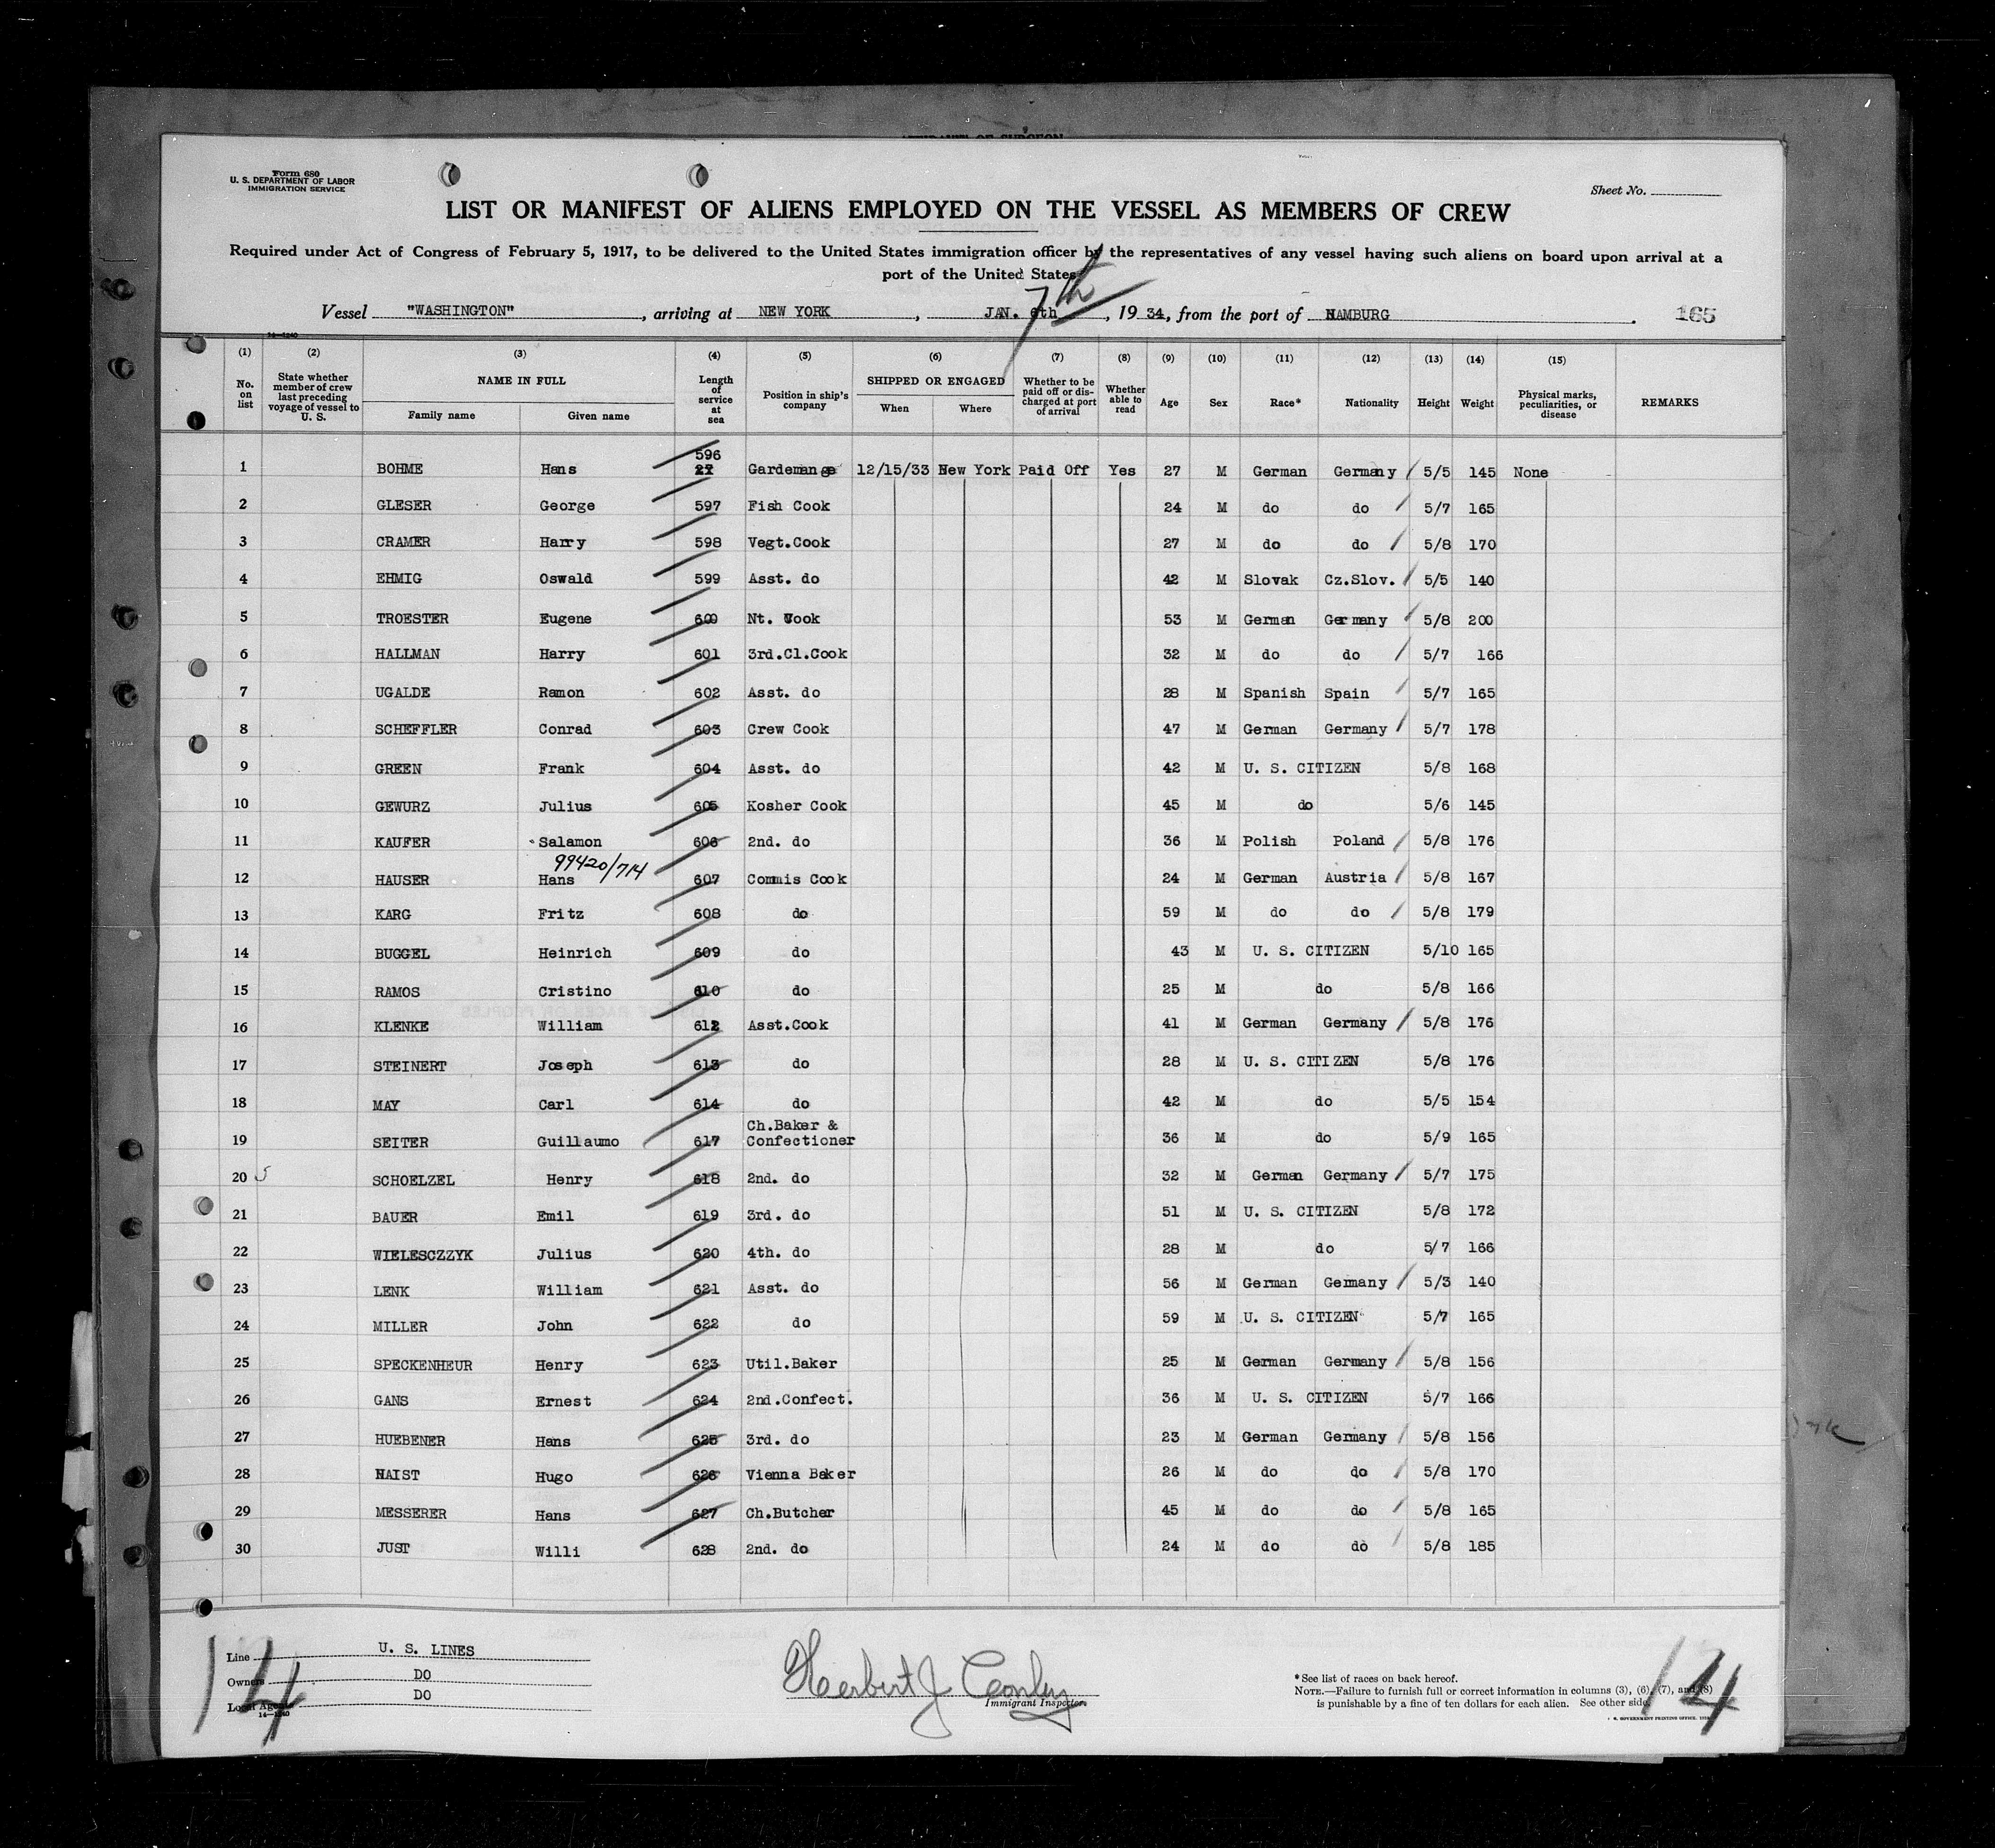 Form 680
U. S. DEPARTMENT OF LABOR
IMMIGRATION SERVICE
Sheet No.
LIST OR MANIFEST OF ALIENS EMPLOYED ON THE VESSEL AS MEMBERS OF CREW
Required under Act of Congress of February 5, 1917, to be delivered to the United States immigration officer by the representatives of any vessel having such aliens on board upon arrival at a
port of the United States
7th
Vessel "WASHINGTON", arriving at NEW YORK, JAN. 6th, 19 34, from the port of HAMBURG. 165
14—1240
(1) (2) (3) (4) (5) (6) (7) (8) (9) (10) (11) (12) (13) (14) (15)
No. on list State whether member of crew last preceding voyage of vessel to U. S. NAME IN FULL Family name Given name Length of service at sea Position in ship's company SHIPPED OR ENGAGED When Where Whether to be paid off or discharged at port of arrival Whether able to read Age Sex Race* Nationality Height Weight Physical marks, peculiarities, or disease REMARKS
596
1 BOHME Hans 27 Gardemange 12/15/33 New York Paid Off Yes 27 M German Germany / 5/5 145 None
2 GLESER George 597 Fish Cook 24 M do do / 5/7 165
3 CRAMER Harry 598 Vegt.Cook 27 M do do / 5/8 170
4 EHMIG Oswald 599 Asst. do 42 M Slovak Cz.Slov. / 5/5 140
5 TROESTER Eugene 600 Nt. Cook 53 M German Germany / 5/8 200
6 HALLMAN Harry 601 3rd.Cl.Cook 32 M do do / 5/7 166
7 UGALDE Ramon 602 Asst. do 28 M Spanish Spain / 5/7 165
8 SCHEFFLER Conrad 603 Crew Cook 47 M German Germany / 5/7 178
9 GREEN Frank 604 Asst. do 42 M U. S. CITIZEN 5/8 168
10 GEWURZ Julius 605 Kosher Cook 45 M do 5/6 145
11 KAUFER Salamon 606 2nd. do 36 M Polish Poland / 5/8 176
99420/714
12 HAUSER Hans 607 Commis Cook 24 M German Austria / 5/8 167
13 KARG Fritz 608 do 59 M do do / 5/8 179
14 BUGGEL Heinrich 609 do 43 M U. S. CITIZEN 5/10 165
15 RAMOS Cristino 610 do 25 M do 5/8 166
16 KLENKE William 612 Asst.Cook 41 M German Germany / 5/8 176
17 STEINERT Joseph 613 do 28 M U. S. CITIZEN 5/8 176
18 MAY Carl 614 do 42 M do 5/5 154
19 SEITER Guillaumo 617 Ch.Baker & Confectioner 36 M do 5/9 165
20 5 SCHOELZEL Henry 618 2nd. do 32 M German Germany / 5/7 175
21 BAUER Emil 619 3rd. do 51 M U. S. CITIZEN 5/8 172
22 WIELESCZZYK Julius 620 4th. do 28 M do 5/7 166
23 LENK William 621 Asst. do 56 M German Gemany / 5/3 140
24 MILLER John 622 do 59 M U. S. CITIZEN 5/7 165
25 SPECKENHEUR Henry 623 Util.Baker 25 M German Germany / 5/8 156
26 GANS Ernest 624 2nd.Confect. 36 M U. S. CITIZEN 5/7 166
27 HUEBENER Hans 625 3rd. do 23 M German Germany / 5/8 156
28 HAIST Hugo 626 Vienna Baker 26 M do do / 5/8 170
29 MESSERER Hans 627 Ch.Butcher 45 M do do / 5/8 165
30 JUST Willi 628 2nd. do 24 M do do / 5/8 185
14
Line U. S. LINES
Owners DO
Local Agents DO
14—1240
Herbert J Conley
Immigrant Inspector.
*See list of races on back hereof.
NOTE.—Failure to furnish full or correct information in columns (3), (6), (7), and (8)
is punishable by a fine of ten dollars for each alien. See other side.
GOVERNMENT PRINTING OFFICE
14